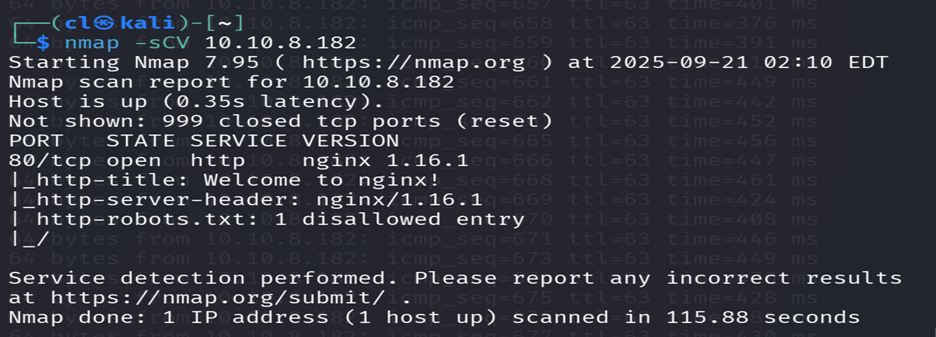 ┌──(cl㉿kali)-[~]
└─$ nmap -sCV 10.10.8.182
Starting Nmap 7.95 ( https://nmap.org ) at 2025-09-21 02:10 EDT
Nmap scan report for 10.10.8.182
Host is up (0.35s latency).
Not shown: 999 closed tcp ports (reset)
PORT   STATE SERVICE VERSION
80/tcp open  http    nginx 1.16.1
|_http-title: Welcome to nginx!
|_http-server-header: nginx/1.16.1
| http-robots.txt: 1 disallowed entry
|_/
Service detection performed. Please report any incorrect results
at https://nmap.org/submit/ .
Nmap done: 1 IP address (1 host up) scanned in 115.88 seconds